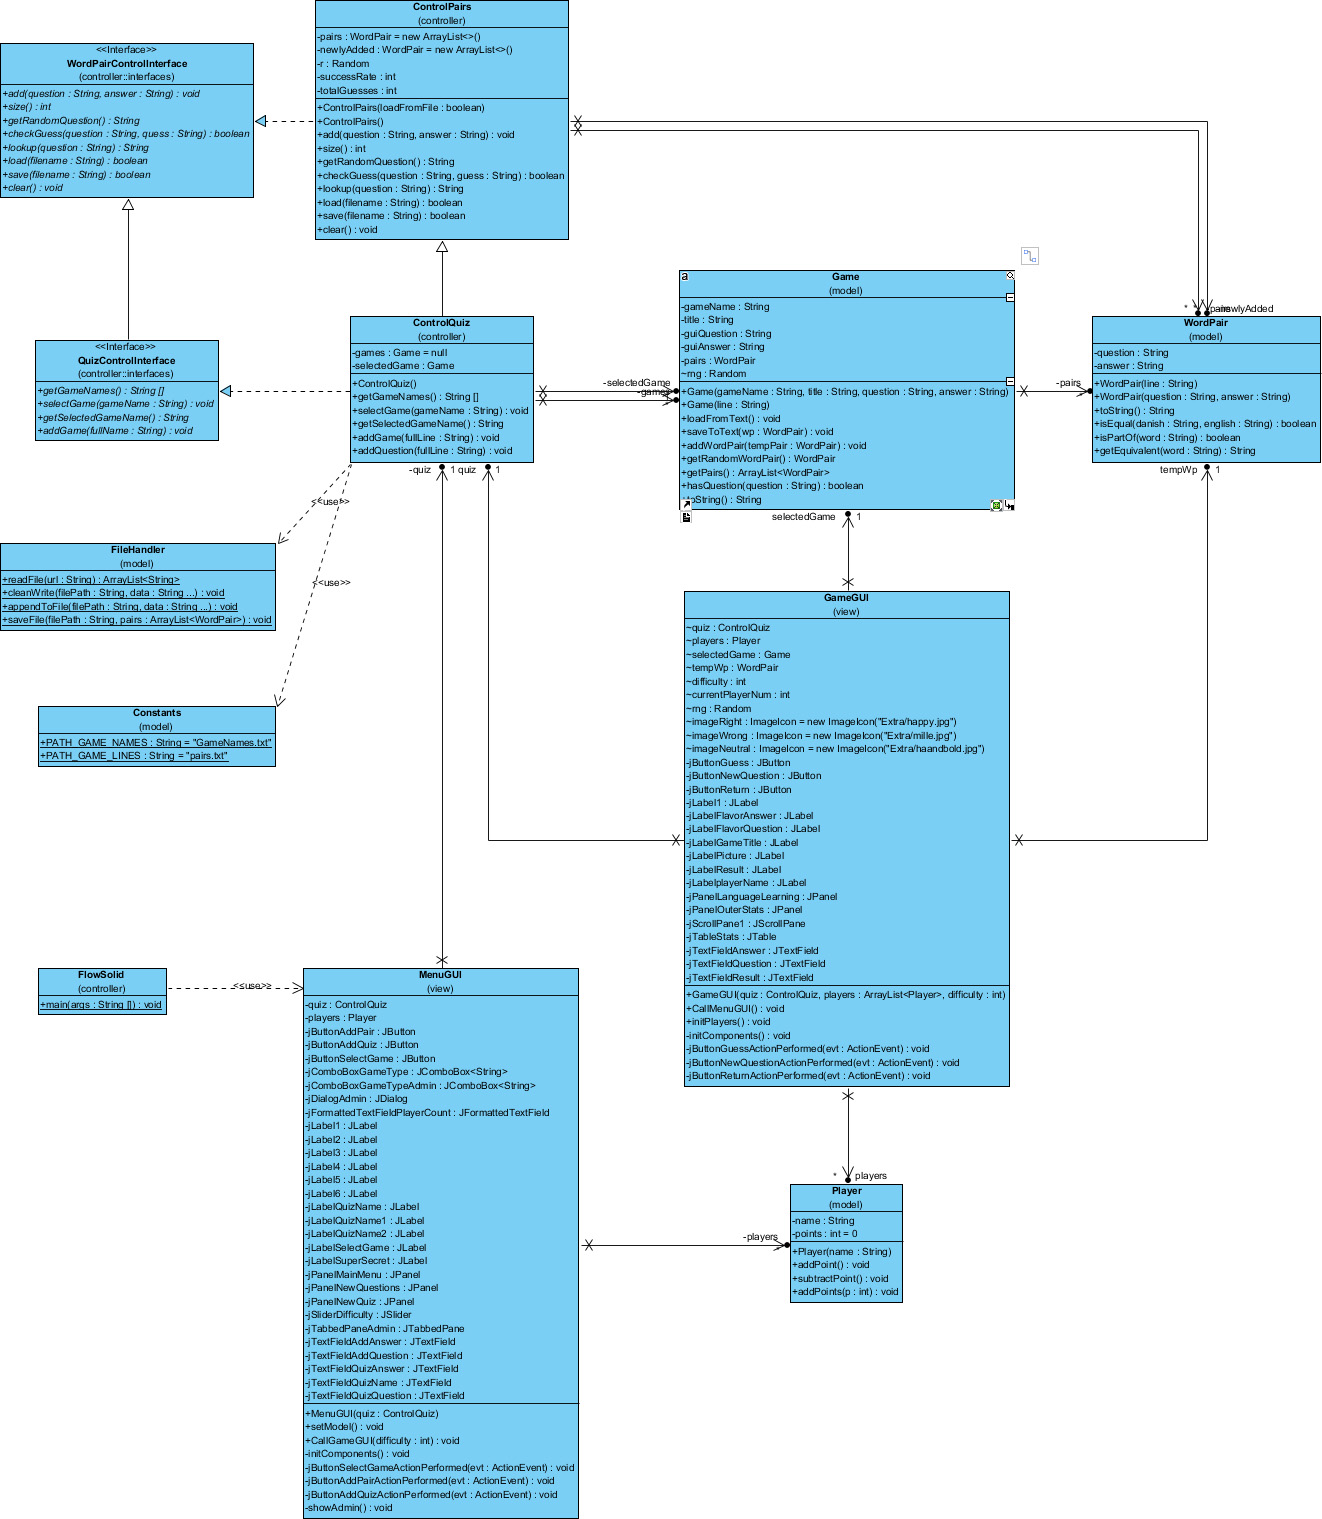 ControlPairs
(controller)
-pairs : WordPair = new ArrayList<>()
-newlyAdded : WordPair = new ArrayList<>()
-r : Random
-successRate : int
-totalGuesses : int
+ControlPairs(loadFromFile : boolean)
+ControlPairs()
+add(question : String, answer : String) : void
+size() : int
+getRandomQuestion() : String
+checkGuess(question : String, guess : String) : boolean
+lookup(question : String) : String
+load(filename : String) : boolean
+save(filename : String) : boolean
+clear() : void
<<Interface>>
WordPairControlInterface
(controller::interfaces)
+add(question : String, answer : String) : void
+size() : int
+getRandomQuestion() : String
+checkGuess(question : String, quess : String) : boolean
+lookup(question : String) : String
+load(filename : String) : boolean
+save(filename : String) : boolean
+clear() : void
<<Interface>>
QuizControlInterface
(controller::interfaces)
+getGameNames() : String []
+selectGame(gameName : String) : void
+getSelectedGameName() : String
+addGame(fullName : String) : void
ControlQuiz
(controller)
-games : Game = null
-selectedGame : Game
+ControlQuiz()
+getGameNames() : String []
+selectGame(gameName : String) : void
+getSelectedGameName() : String
+addGame(fullLine : String) : void
+addQuestion(fullLine : String) : void
-selectedGame
-games
a
Game
(model)
-gameName : String
-title : String
-guiQuestion : String
-guiAnswer : String
-pairs : WordPair
~rng : Random
+Game(gameName : String, title : String, question : String, answer : String)
+Game(line : String)
+loadFromText() : void
+saveToText(wp : WordPair) : void
+addWordPair(tempPair : WordPair) : void
+getRandomWordPair() : WordPair
+getPairs() : ArrayList<WordPair>
+hasQuestion(question : String) : boolean
+toString() : String
-pairs
*
newlyAdded
WordPair
(model)
-question : String
-answer : String
+WordPair(line : String)
+WordPair(question : String, answer : String)
+toString() : String
+isEqual(danish : String, english : String) : boolean
+isPartOf(word : String) : boolean
+getEquivalent(word : String) : String
-quiz
1
quiz
1
tempWp
1
selectedGame
1
<<use>>
<<use>>
FileHandler
(model)
+readFile(url : String) : ArrayList<String>
+cleanWrite(filePath : String, data : String ...) : void
+appendToFile(filePath : String, data : String ...) : void
+saveFile(filePath : String, pairs : ArrayList<WordPair>) : void
Constants
(model)
+PATH_GAME_NAMES : String = "GameNames.txt"
+PATH_GAME_LINES : String = "pairs.txt"
GameGUI
(view)
~quiz : ControlQuiz
~players : Player
~selectedGame : Game
~tempWp : WordPair
~difficulty : int
~currentPlayerNum : int
~rng : Random
~imageRight : ImageIcon = new ImageIcon("Extra/happy.jpg")
~imageWrong : ImageIcon = new ImageIcon("Extra/mille.jpg")
~imageNeutral : ImageIcon = new ImageIcon("Extra/haandbold.jpg")
-jButtonGuess : JButton
-jButtonNewQuestion : JButton
-jButtonReturn : JButton
-jLabel1 : JLabel
-jLabelFlavorAnswer : JLabel
-jLabelFlavorQuestion : JLabel
-jLabelGameTitle : JLabel
-jLabelPicture : JLabel
-jLabelResult : JLabel
-jLabelplayerName : JLabel
-jPanelLanguageLearning : JPanel
-jPanelOuterStats : JPanel
-jScrollPane1 : JScrollPane
-jTableStats : JTable
-jTextFieldAnswer : JTextField
-jTextFieldQuestion : JTextField
-jTextFieldResult : JTextField
+GameGUI(quiz : ControlQuiz, players : ArrayList<Player>, difficulty : int)
+CallMenuGUI() : void
+initPlayers() : void
-initComponents() : void
-jButtonGuessActionPerformed(evt : ActionEvent) : void
-jButtonNewQuestionActionPerformed(evt : ActionEvent) : void
-jButtonReturnActionPerformed(evt : ActionEvent) : void
FlowSolid
(controller)
+main(args : String []) : void
<<use>>
MenuGUI
(view)
-quiz : ControlQuiz
-players : Player
-jButtonAddPair : JButton
-jButtonAddQuiz : JButton
-jButtonSelectGame : JButton
-jComboBoxGameType : JComboBox<String>
-jComboBoxGameTypeAdmin : JComboBox<String>
-jDialogAdmin : JDialog
-jFormattedTextFieldPlayerCount : JFormattedTextField
-jLabel1 : JLabel
-jLabel2 : JLabel
-jLabel3 : JLabel
-jLabel4 : JLabel
-jLabel5 : JLabel
-jLabel6 : JLabel
-jLabelQuizName : JLabel
-jLabelQuizName1 : JLabel
-jLabelQuizName2 : JLabel
-jLabelSelectGame : JLabel
-jLabelSuperSecret : JLabel
-jPanelMainMenu : JPanel
-jPanelNewQuestions : JPanel
-jPanelNewQuiz : JPanel
-jSliderDifficulty : JSlider
-jTabbedPaneAdmin : JTabbedPane
-jTextFieldAddAnswer : JTextField
-jTextFieldAddQuestion : JTextField
-jTextFieldQuizAnswer : JTextField
-jTextFieldQuizName : JTextField
-jTextFieldQuizQuestion : JTextField
+MenuGUI(quiz : ControlQuiz)
+setModel() : void
+CallGameGUI(difficulty : int) : void
-initComponents() : void
-jButtonSelectGameActionPerformed(evt : ActionEvent) : void
-jButtonAddPairActionPerformed(evt : ActionEvent) : void
-jButtonAddQuizActionPerformed(evt : ActionEvent) : void
-showAdmin() : void
*
players
-players
Player
(model)
-name : String
-points : int = 0
+Player(name : String)
+addPoint() : void
+subtractPoint() : void
+addPoints(p : int) : void